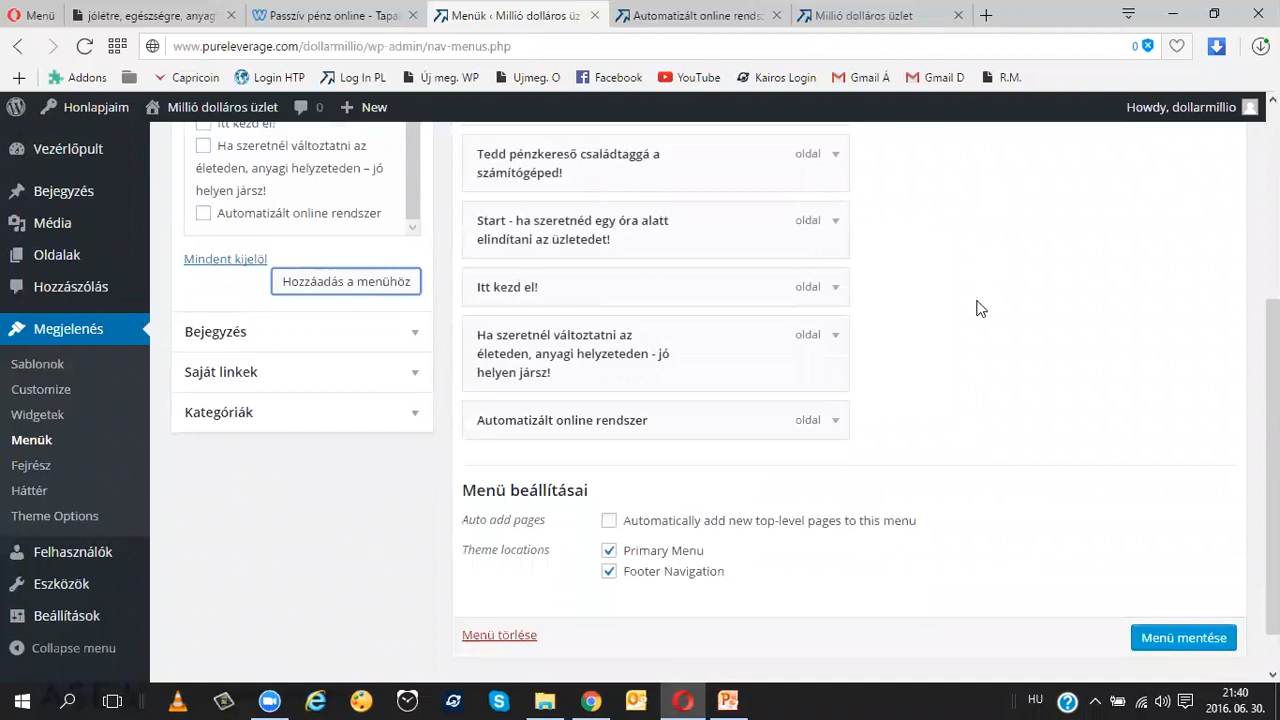 Menü
jólétre, egészségre, anyag
Passzív pénz online - Tapa
Menük ‹ Millió dolláros üz
Automatizált online rends
Millió dolláros üzlet
www.pureleverage.com/dollarmillio/wp-admin/nav-menus.php
0
Addons
Capricoin
Login HTP
Log In PL
Új meg. WP
Ujmeg. O
Facebook
YouTube
Kairos Login
Gmail Á
Gmail D
R.M.
Honlapjaim
Millió dolláros üzlet
0
New
Howdy, dollarmillio
Vezérlőpult
Bejegyzés
Média
Oldalak
Hozzászólás
Megjelenés
Sablonok
Customize
Widgetek
Menük
Fejrész
Háttér
Theme Options
Felhasználók
Eszközök
Beállítások
Collapse menu
Itt kezd el!
Ha szeretnél változtatni az
életeden, anyagi helyzeteden – jó
helyen jársz!
Automatizált online rendszer
Mindent kijelöl
Hozzáadás a menühöz
Bejegyzés
Saját linkek
Kategóriák
Tedd pénzkereső családtaggá a
számítógéped!
oldal
Start - ha szeretnéd egy óra alatt
elindítani az üzletedet!
oldal
Itt kezd el!
oldal
Ha szeretnél változtatni az
életeden, anyagi helyzeteden - jó
helyen jársz!
oldal
Automatizált online rendszer
oldal
Menü beállításai
Auto add pages
Automatically add new top-level pages to this menu
Theme locations
Primary Menu
Footer Navigation
Menü törlése
Menü mentése
HU
21:40
2016. 06. 30.